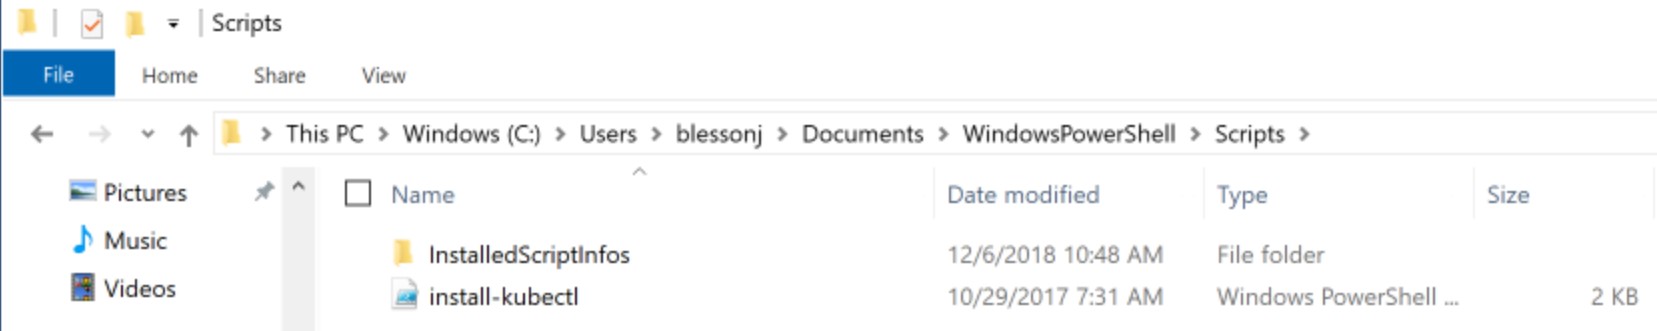 Scripts
File Home Share View
This PC > Windows (C:) > Users > blessonj > Documents > WindowsPowerShell > Scripts >
Pictures
Music
Videos
Name Date modified Type Size
InstalledScriptInfos 12/6/2018 10:48 AM File folder
install-kubectl 10/29/2017 7:31 AM Windows PowerShell ... 2 KB